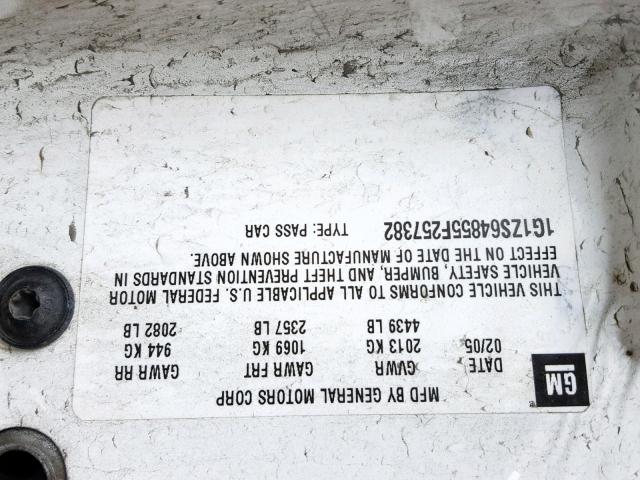 GM
MFD BY GENERAL MOTORS CORP
DATE GVWR GAWR FRT GAWR RR
02/05 2013 KG 1069 KG 944 KG
4439 LB 2357 LB 2082 LB
THIS VEHICLE CONFORMS TO ALL APPLICABLE U.S. FEDERAL MOTOR
VEHICLE SAFETY, BUMPER, AND THEFT PREVENTION STANDARDS IN
EFFECT ON THE DATE OF MANUFACTURE SHOWN ABOVE.
1G1ZS64855F257382 TYPE: PASS CAR